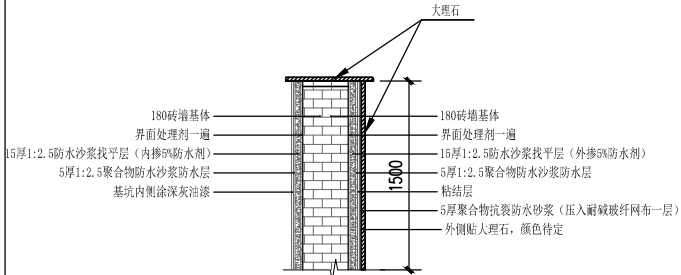 大理石
180砖墙基体
界面处理剂一遍
15厚1:2.5防水沙浆找平层（内掺5%防水剂）
5厚1:2.5聚合物防水沙浆防水层
基坑内侧涂深灰油漆
180砖墙基体
界面处理剂一遍
15厚1:2.5防水沙浆找平层（外掺5%防水剂）
5厚1:2.5聚合物防水沙浆防水层
粘结层
5厚聚合物抗裂防水砂浆（压入耐碱玻纤网布一层）
外侧贴大理石，颜色待定
1500